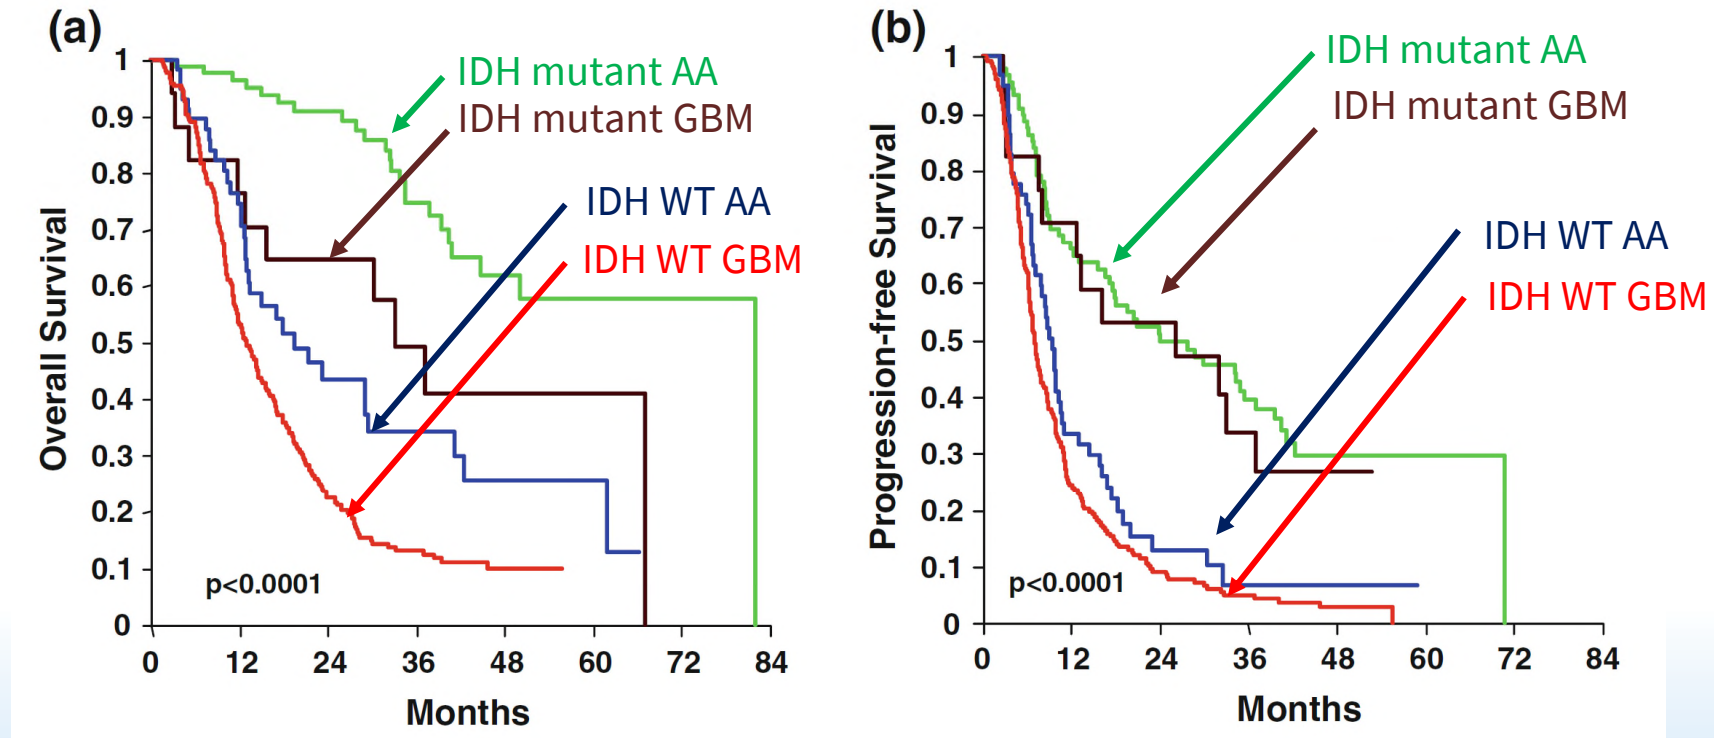 (a)
IDH mutant AA
IDH mutant GBM
IDH WT AA
IDH WT GBM
Overall Survival
1
0.9
0.8
0.7
0.6
0.5
0.4
0.3
0.2
0.1
0
p<0.0001
0 12 24 36 48 60 72 84
Months
(b)
IDH mutant AA
IDH mutant GBM
IDH WT AA
IDH WT GBM
Progression-free Survival
1
0.9
0.8
0.7
0.6
0.5
0.4
0.3
0.2
0.1
0
p<0.0001
0 12 24 36 48 60 72 84
Months